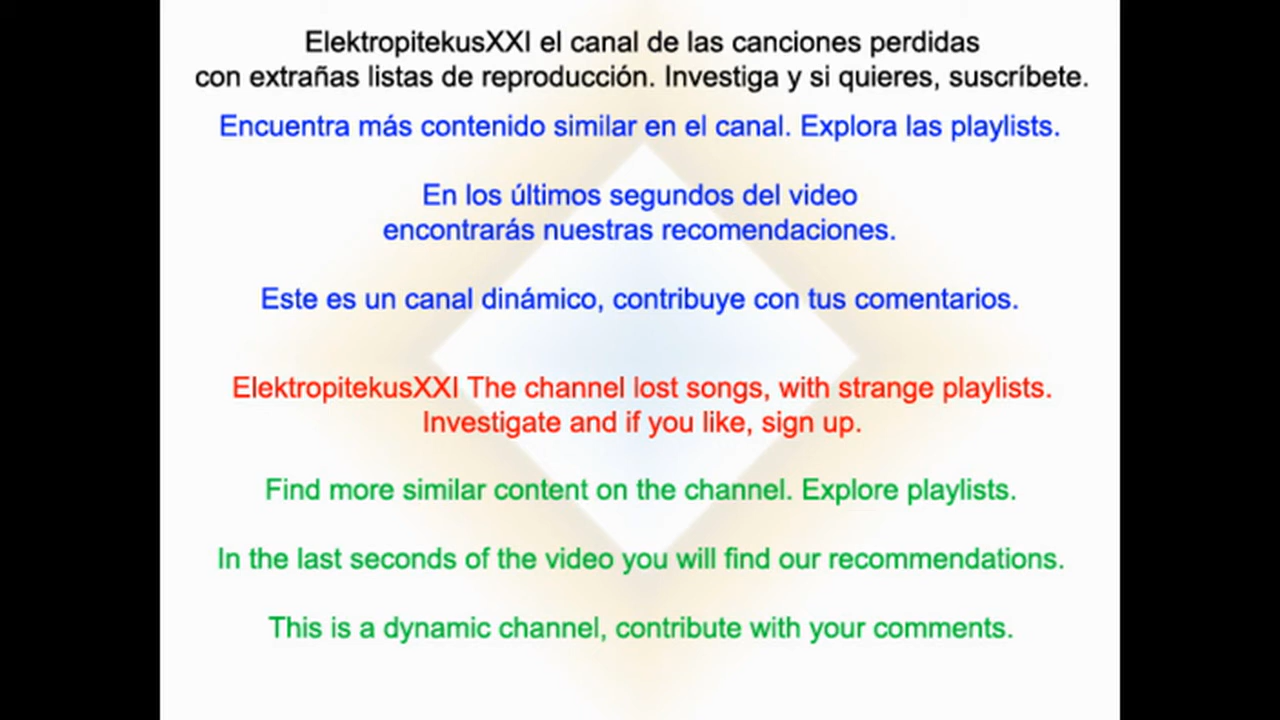 ElektropitekusXXI el canal de las canciones perdidas
con extrañas listas de reproducción. Investiga y si quieres, suscríbete.
Encuentra más contenido similar en el canal. Explora las playlists.
En los últimos segundos del video
encontrarás nuestras recomendaciones.
Este es un canal dinámico, contribuye con tus comentarios.
ElektropitekusXXI The channel lost songs, with strange playlists.
Investigate and if you like, sign up.
Find more similar content on the channel. Explore playlists.
In the last seconds of the video you will find our recommendations.
This is a dynamic channel, contribute with your comments.